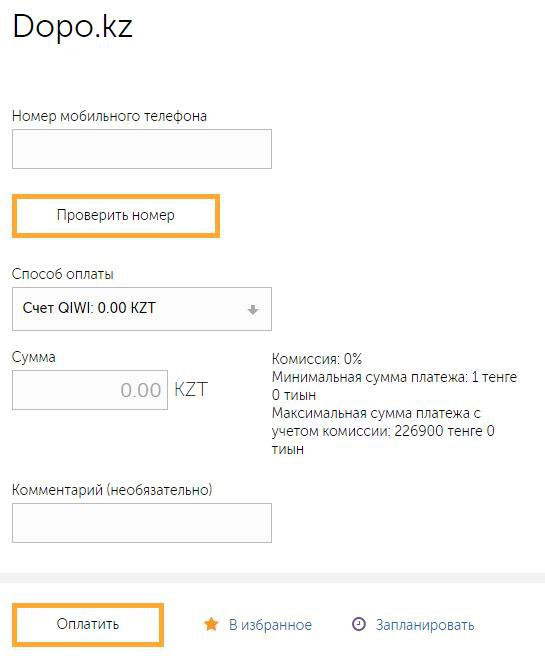 Dopo.kz
Номер мобильного телефона
Проверить номер
Способ оплаты
Счет QIWI: 0.00 KZT
Сумма
0.00 KZT
Комиссия: 0%
Минимальная сумма платежа: 1 тенге
0 тиын
Максимальная сумма платежа с
учетом комиссии: 226900 тенге 0
тиын
Комментарий (необязательно)
Оплатить
В избранное
Запланировать